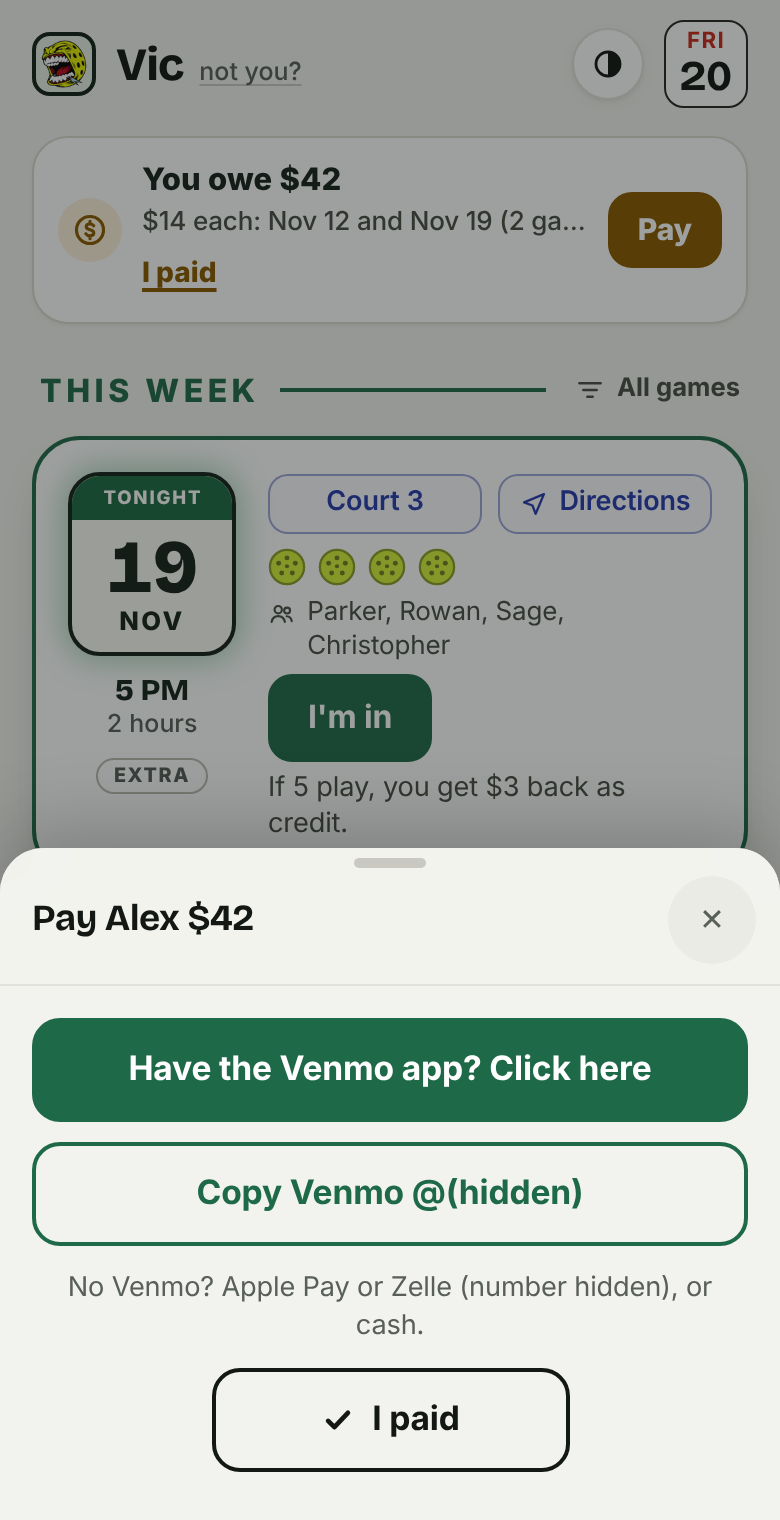 Vic not you?
FRI
20
You owe $42
$14 each: Nov 12 and Nov 19 (2 ga...
I paid
Pay
THIS WEEK
All games
TONIGHT
19
NOV
5 PM
2 hours
EXTRA
Court 3
Directions
Parker, Rowan, Sage,
Christopher
I'm in
If 5 play, you get $3 back as
credit.
Pay Alex $42
Have the Venmo app? Click here
Copy Venmo @(hidden)
No Venmo? Apple Pay or Zelle (number hidden), or
cash.
I paid